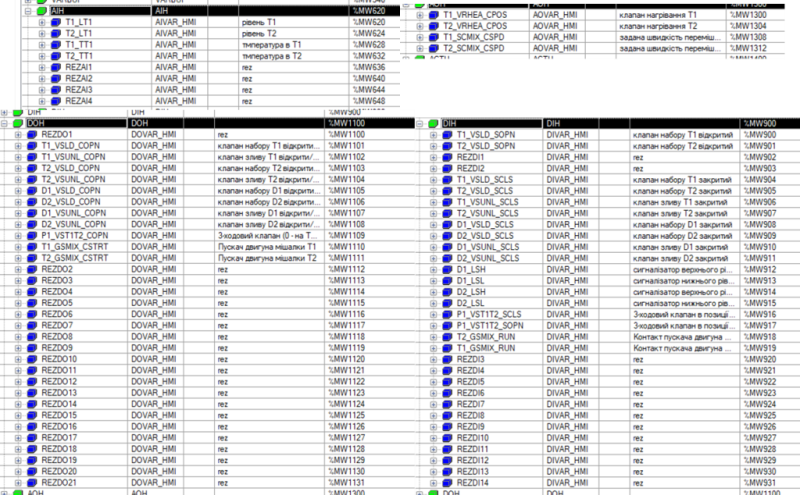 AIH AIH %MW620
T1_LT1 AIVAR_HMI рівень T1 %MW620
T2_LT1 AIVAR_HMI рівень T2 %MW628
T1_TT1 AIVAR_HMI тмпература в T1 %MW628
T2_TT1 AIVAR_HMI тмпература в T2 %MW632
REZAI1 AIVAR_HMI rez %MW636
REZAI2 AIVAR_HMI rez %MW640
REZAI3 AIVAR_HMI rez %MW644
REZAI4 AIVAR_HMI rez %MW648
T1_VRHEA_CPOS AOVAR_HMI клапан нагрівання T1 %MW1300
T2_VRHEA_CPOS AOVAR_HMI клапан нагрівання T2 %MW1304
T1_SCMIX_CSPD AOVAR_HMI задана швидкість переміш... %MW1308
T2_SCMIX_CSPD AOVAR_HMI задана швидкість переміш... %MW1312
DIH DIH %MW900
DOH DOH %MW1100
REZDO1 DOVAR_HMI rez %MW1100
T1_VSLD_COPN DOVAR_HMI клапан набору T1 відкрити... %MW1101
T1_VSUNL_COPN DOVAR_HMI клапан зливу T1 відкрити/... %MW1102
T2_VSLD_COPN DOVAR_HMI клапан набору T2 відкрити... %MW1103
T2_VSUNL_COPN DOVAR_HMI клапан зливу T2 відкрити/... %MW1104
D1_VSLD_COPN DOVAR_HMI клапан набору D1 відкрити... %MW1105
D2_VSLD_COPN DOVAR_HMI клапан набору D2 відкрити... %MW1106
D1_VSUNL_COPN DOVAR_HMI клапан зливу D1 відкрити/... %MW1107
D2_VSUNL_COPN DOVAR_HMI клапан зливу D2 відкрити/... %MW1108
P1_VST1T2_COPN DOVAR_HMI 3-ходовий клапан (0 - на T... %MW1109
T1_GSMIX_CSTRT DOVAR_HMI Пускач двигуна мішалки T1 %MW1110
T2_GSMIX_CSTRT DOVAR_HMI Пускач двигуна мішалки T2 %MW1111
REZDO2 DOVAR_HMI rez %MW1112
REZDO3 DOVAR_HMI rez %MW1113
REZDO4 DOVAR_HMI rez %MW1114
REZDO5 DOVAR_HMI rez %MW1115
REZDO6 DOVAR_HMI rez %MW1116
REZDO7 DOVAR_HMI rez %MW1117
REZDO8 DOVAR_HMI rez %MW1118
REZDO9 DOVAR_HMI rez %MW1119
REZDO10 DOVAR_HMI rez %MW1120
REZDO11 DOVAR_HMI rez %MW1121
REZDO12 DOVAR_HMI rez %MW1122
REZDO13 DOVAR_HMI rez %MW1123
REZDO14 DOVAR_HMI rez %MW1124
REZDO15 DOVAR_HMI rez %MW1125
REZDO16 DOVAR_HMI rez %MW1126
REZDO17 DOVAR_HMI rez %MW1127
REZDO18 DOVAR_HMI rez %MW1128
REZDO19 DOVAR_HMI rez %MW1129
REZDO20 DOVAR_HMI rez %MW1130
REZDO21 DOVAR_HMI rez %MW1131
AOH AOH %MW1300
DIH DIH %MW900
T1_VSLD_SOPN DIVAR_HMI клапан набору T1 відкритий %MW900
T2_VSLD_SOPN DIVAR_HMI клапан набору T2 відкритий %MW901
REZDI1 DIVAR_HMI rez %MW902
REZDI2 DIVAR_HMI rez %MW903
T1_VSLD_SCLS DIVAR_HMI клапан набору T1 закритий %MW904
T2_VSLD_SCLS DIVAR_HMI клапан набору T2 закритий %MW905
T1_VSUNL_SCLS DIVAR_HMI клапан зливу T1 закритий %MW906
T2_VSUNL_SCLS DIVAR_HMI клапан зливу T2 закритий %MW907
D1_VSLD_SCLS DIVAR_HMI клапан набору D1 закритий %MW908
D2_VSLD_SCLS DIVAR_HMI клапан набору D2 закритий %MW909
D1_VSUNL_SCLS DIVAR_HMI клапан зливу D1 закритий %MW910
D2_VSUNL_SCLS DIVAR_HMI клапан зливу D2 закритий %MW911
D1_LSH DIVAR_HMI сигналізатор верхнього рі... %MW912
D1_LSL DIVAR_HMI сигналізатор нижнього рів... %MW913
D2_LSH DIVAR_HMI сигналізатор верхнього рі... %MW914
D2_LSL DIVAR_HMI сигналізатор нижнього рів... %MW915
P1_VST1T2_SCLS DIVAR_HMI 3-ходовий клапан в позиції... %MW916
P1_VST1T2_SOPN DIVAR_HMI 3-ходовий клапан в позиції... %MW917
T2_GSMIX_RUN DIVAR_HMI Контакт пускача двигуна ... %MW918
T1_GSMIX_RUN DIVAR_HMI Контакт пускача двигуна ... %MW919
REZDI3 DIVAR_HMI rez %MW920
REZDI4 DIVAR_HMI rez %MW921
REZDI5 DIVAR_HMI rez %MW922
REZDI6 DIVAR_HMI rez %MW923
REZDI7 DIVAR_HMI rez %MW924
REZDI8 DIVAR_HMI rez %MW925
REZDI9 DIVAR_HMI rez %MW926
REZDI10 DIVAR_HMI rez %MW927
REZDI11 DIVAR_HMI rez %MW928
REZDI12 DIVAR_HMI rez %MW929
REZDI13 DIVAR_HMI rez %MW930
REZDI14 DIVAR_HMI rez %MW931